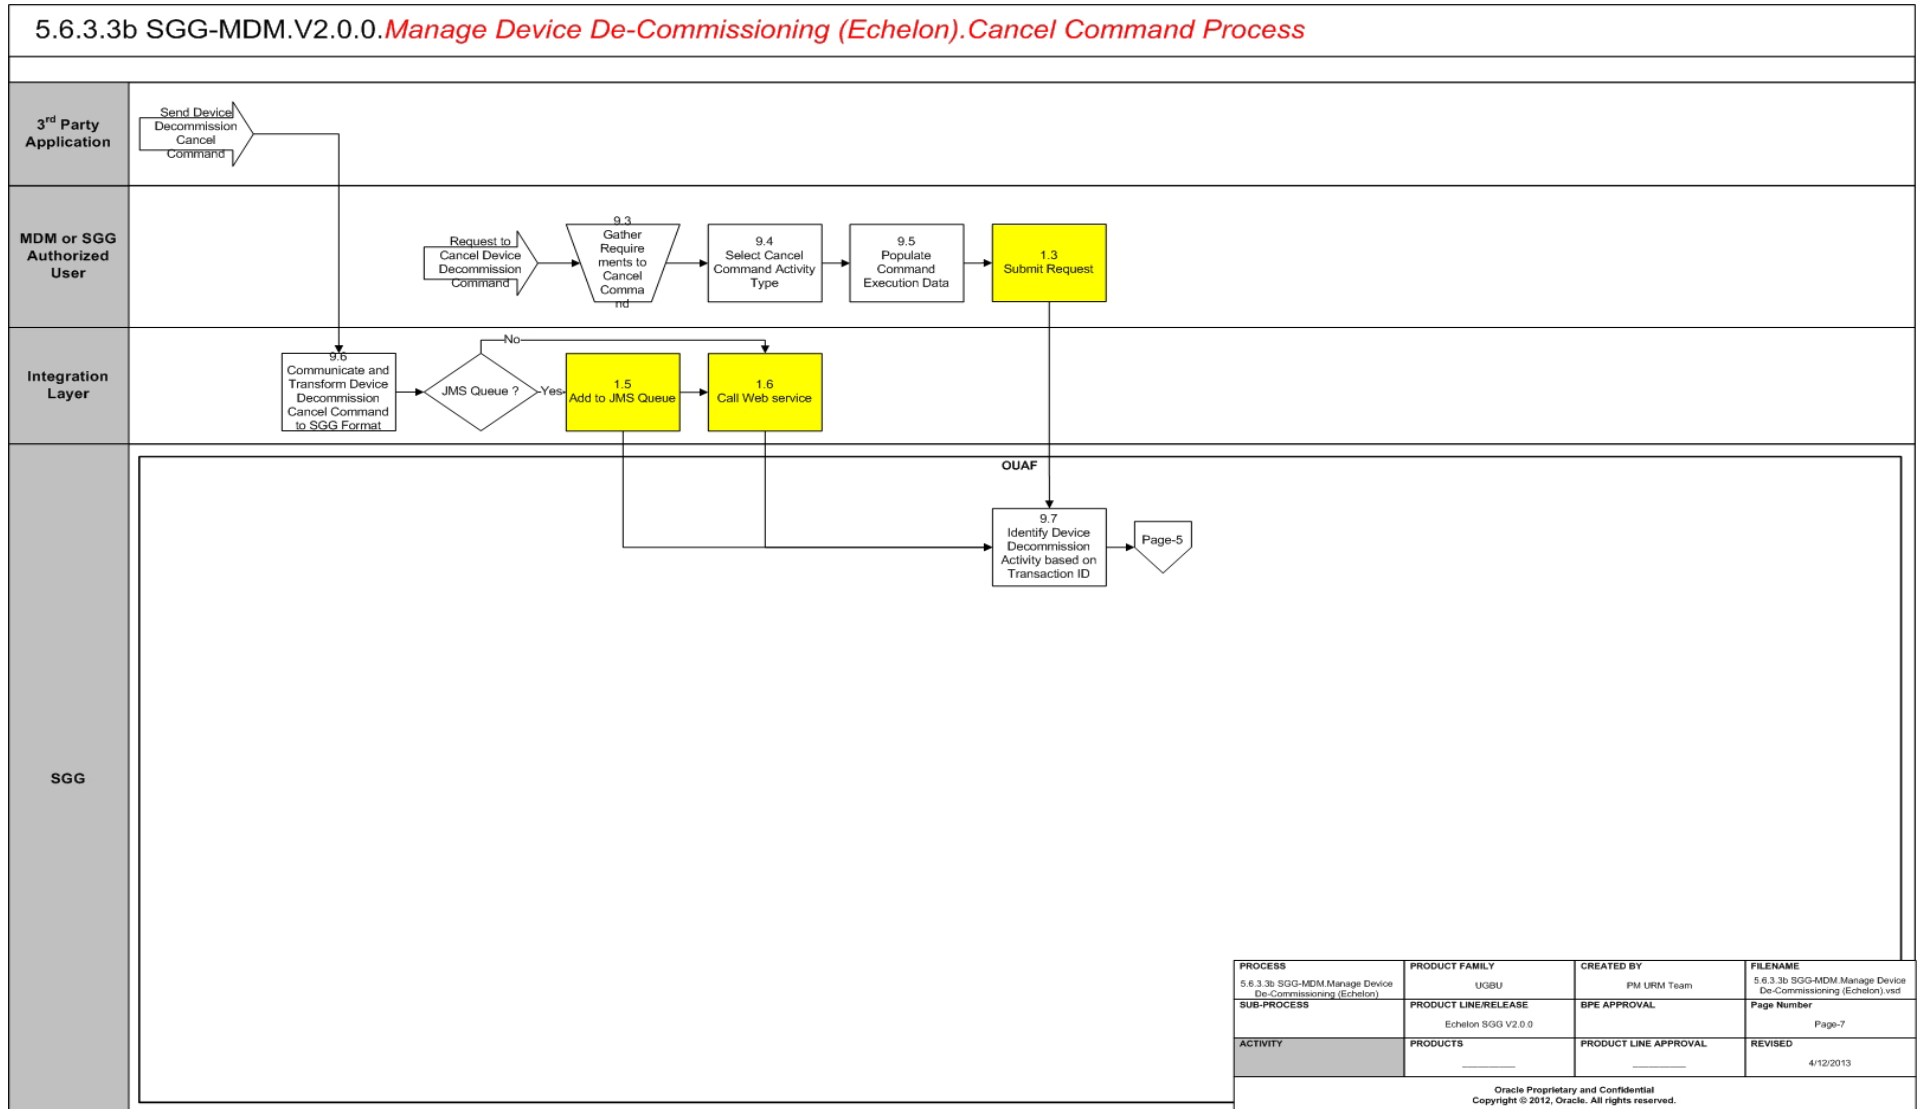 5.6.3.3b SGG-MDM.V2.0.0.Manage Device De-Commissioning (Echelon).Cancel Command Process
3rd Party
Application
Send Device
Decommission
Cancel
Command
MDM or SGG
Authorized
User
Request to
Cancel Device
Decommission
Command
9.3
Gather
Require
ments to
Cancel
Comma
nd
9.4
Select Cancel
Command Activity
Type
9.5
Populate
Command
Execution Data
1.3
Submit Request
Integration
Layer
9.6
Communicate and
Transform Device
Decommission
Cancel Command
to SGG Format
JMS Queue ?
No
Yes
1.5
Add to JMS Queue
1.6
Call Web service
SGG
OUAF
9.7
Identify Device
Decommission
Activity based on
Transaction ID
Page-5
PROCESS
5.6.3.3b SGG-MDM.Manage Device
De-Commissioning (Echelon)
PRODUCT FAMILY
UGBU
CREATED BY
PM URM Team
FILENAME
5.6.3.3b SGG-MDM.Manage Device
De-Commissioning (Echelon).vsd
SUB-PROCESS
PRODUCT LINE/RELEASE
Echelon SGG V2.0.0
BPE APPROVAL
Page Number
Page-7
ACTIVITY
PRODUCTS
PRODUCT LINE APPROVAL
REVISED
4/12/2013
Oracle Proprietary and Confidential
Copyright © 2012, Oracle. All rights reserved.